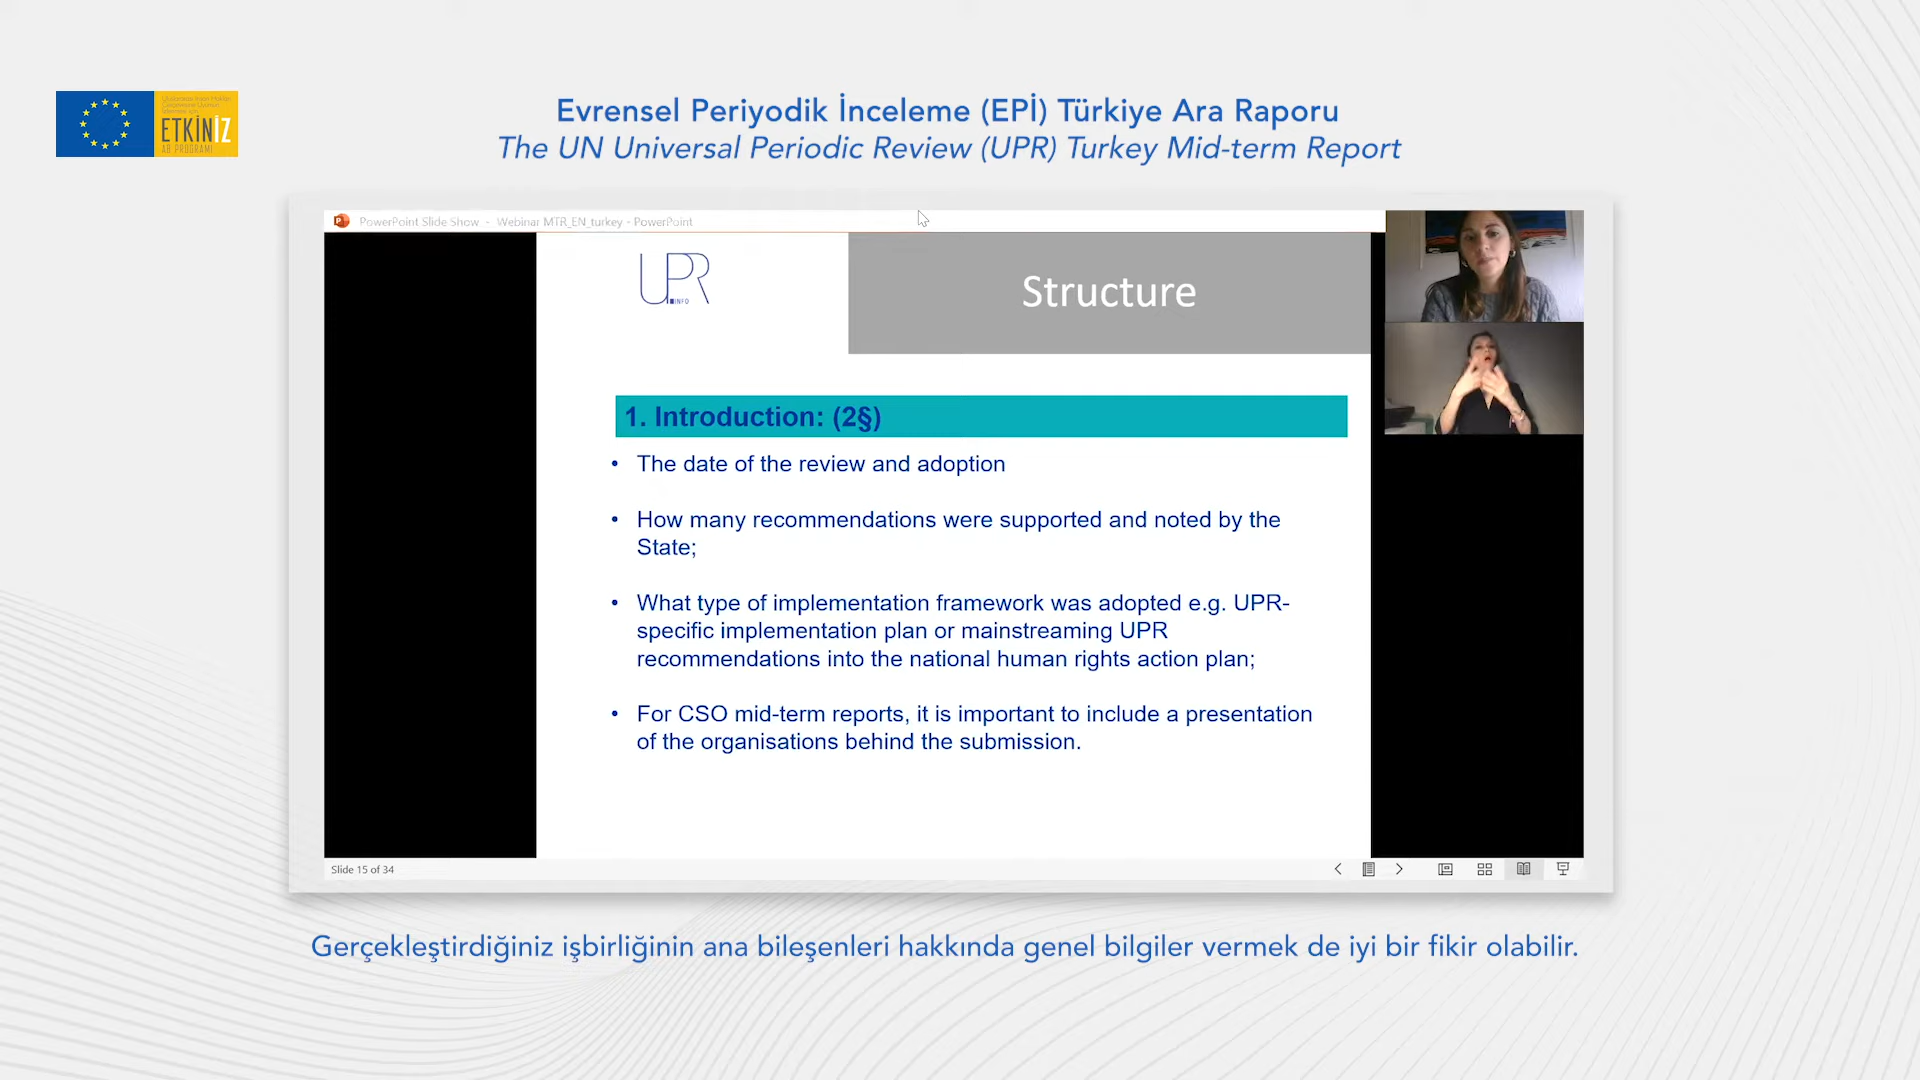 Evrensel Periyodik İnceleme (EPİ) Türkiye Ara Raporu
The UN Universal Periodic Review (UPR) Turkey Mid-term Report
ETKİNİZ
AB PROGRAMI
PowerPoint Slide Show - Webinar MTR_EN_turkey - PowerPoint
UPR
INFO
Structure
1. Introduction: (2§)
• The date of the review and adoption
• How many recommendations were supported and noted by the
State;
• What type of implementation framework was adopted e.g. UPR-
specific implementation plan or mainstreaming UPR
recommendations into the national human rights action plan;
• For CSO mid-term reports, it is important to include a presentation
of the organisations behind the submission.
Slide 15 of 34
Gerçekleştirdiğiniz işbirliğinin ana bileşenleri hakkında genel bilgiler vermek de iyi bir fikir olabilir.